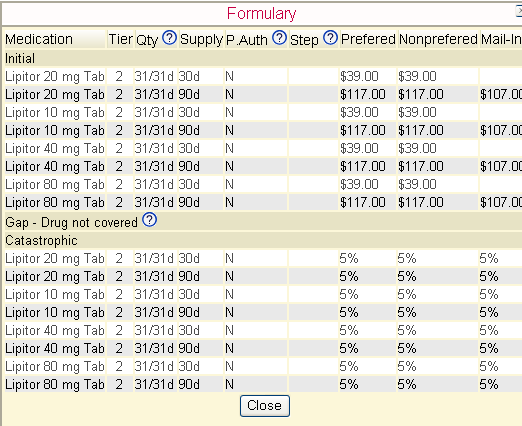 Formulary
Medication Tier Qty ? Supply P.Auth ? Step ? Prefered Nonprefered Mail-In
Initial
Lipitor 20 mg Tab 2 31/31d 30d N $39.00 $39.00
Lipitor 20 mg Tab 2 31/31d 90d N $117.00 $117.00 $107.00
Lipitor 10 mg Tab 2 31/31d 30d N $39.00 $39.00
Lipitor 10 mg Tab 2 31/31d 90d N $117.00 $117.00 $107.00
Lipitor 40 mg Tab 2 31/31d 30d N $39.00 $39.00
Lipitor 40 mg Tab 2 31/31d 90d N $117.00 $117.00 $107.00
Lipitor 80 mg Tab 2 31/31d 30d N $39.00 $39.00
Lipitor 80 mg Tab 2 31/31d 90d N $117.00 $117.00 $107.00
Gap - Drug not covered ?
Catastrophic
Lipitor 20 mg Tab 2 31/31d 30d N 5% 5% 5%
Lipitor 20 mg Tab 2 31/31d 90d N 5% 5% 5%
Lipitor 10 mg Tab 2 31/31d 30d N 5% 5% 5%
Lipitor 10 mg Tab 2 31/31d 90d N 5% 5% 5%
Lipitor 40 mg Tab 2 31/31d 30d N 5% 5% 5%
Lipitor 40 mg Tab 2 31/31d 90d N 5% 5% 5%
Lipitor 80 mg Tab 2 31/31d 30d N 5% 5% 5%
Lipitor 80 mg Tab 2 31/31d 90d N 5% 5% 5%
Close